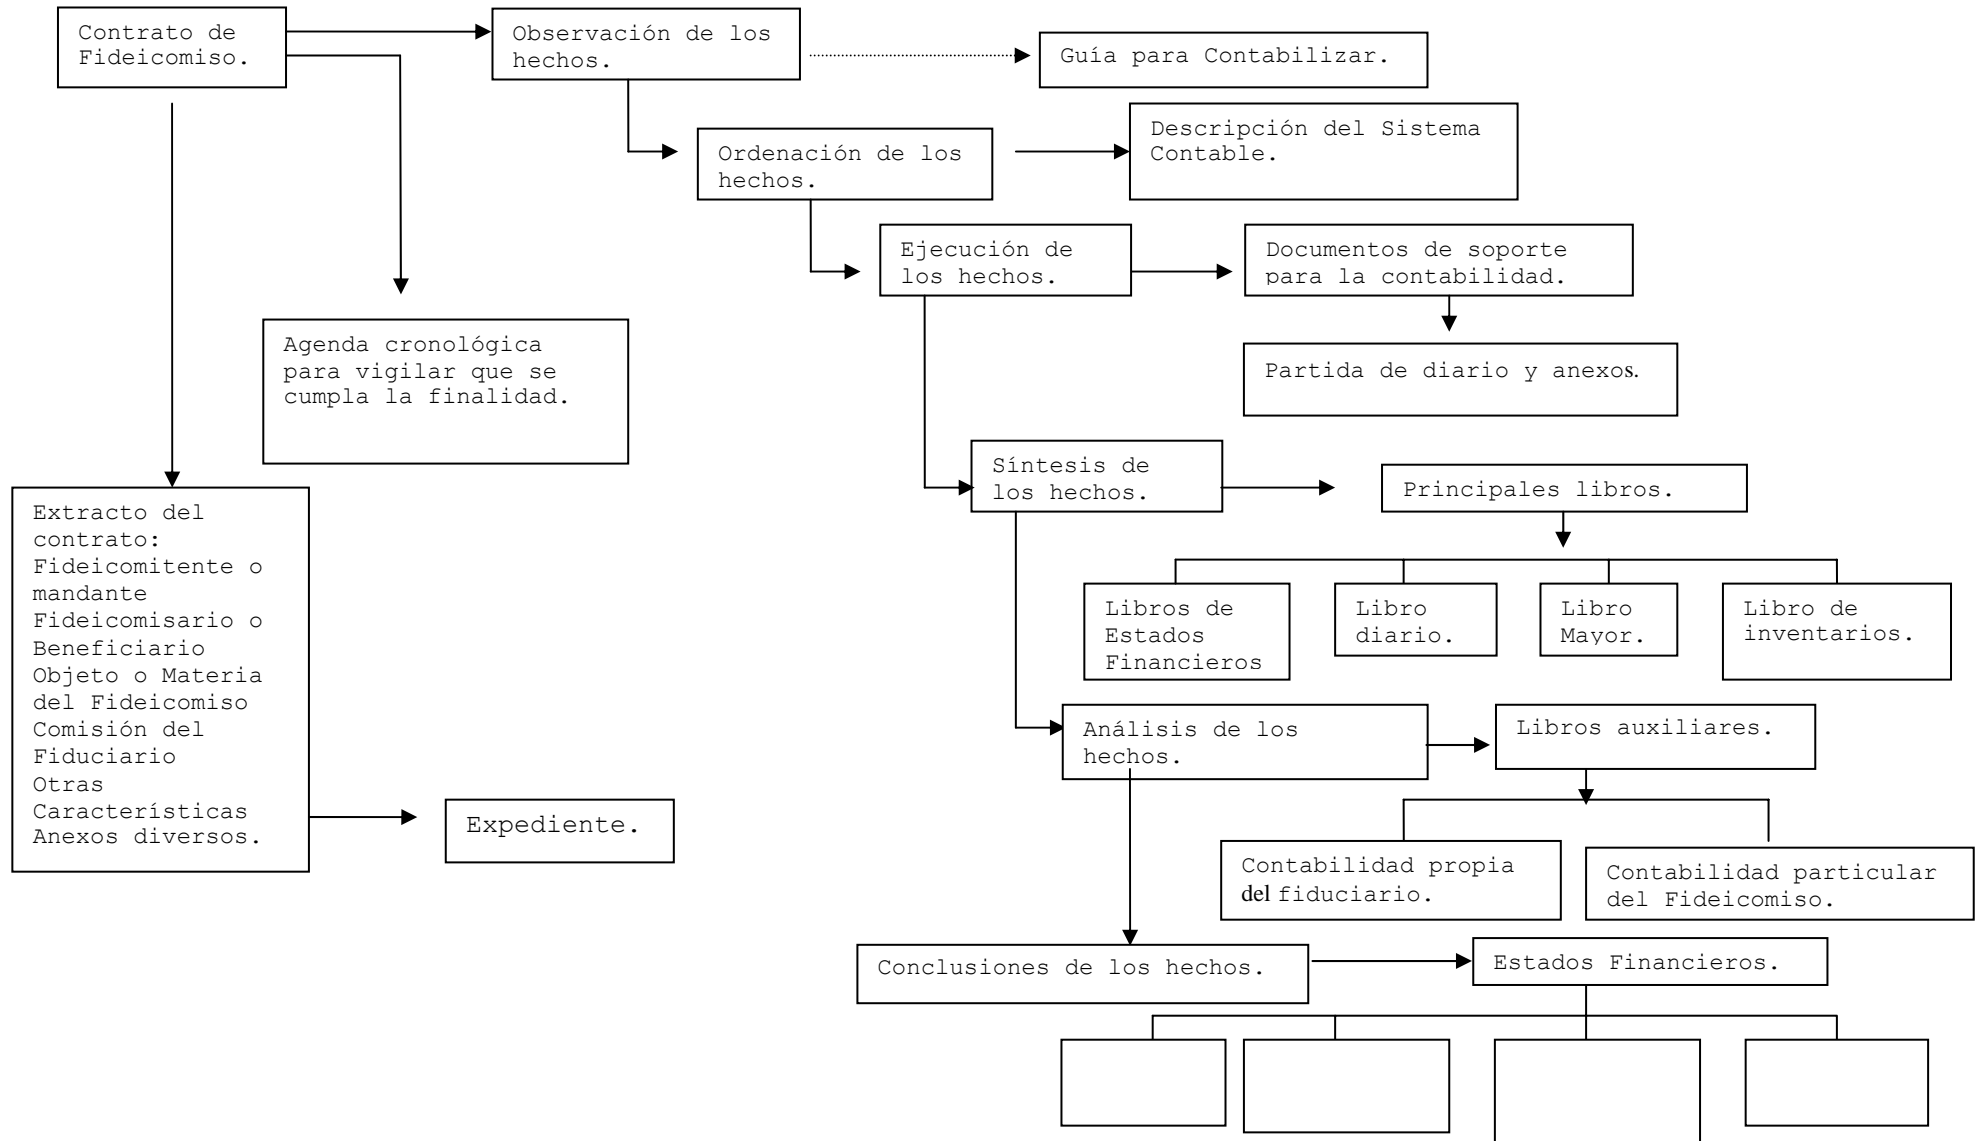 Contrato de
Fideicomiso.
Observación de los
hechos.
Guía para Contabilizar.
Ordenación de los
hechos.
Descripción del Sistema
Contable.
Ejecución de
los hechos.
Documentos de soporte
para la contabilidad.
Partida de diario y anexos.
Agenda cronológica
para vigilar que se
cumpla la finalidad.
Síntesis de
los hechos.
Principales libros.
Extracto del
contrato:
Fideicomitente o
mandante
Fideicomisario o
Beneficiario
Objeto o Materia
del Fideicomiso
Comisión del
Fiduciario
Otras
Características
Anexos diversos.
Expediente.
Libros de
Estados
Financieros
Libro
diario.
Libro
Mayor.
Libro de
inventarios.
Análisis de los
hechos.
Libros auxiliares.
Contabilidad propia
del fiduciario.
Contabilidad particular
del Fideicomiso.
Conclusiones de los hechos.
Estados Financieros.